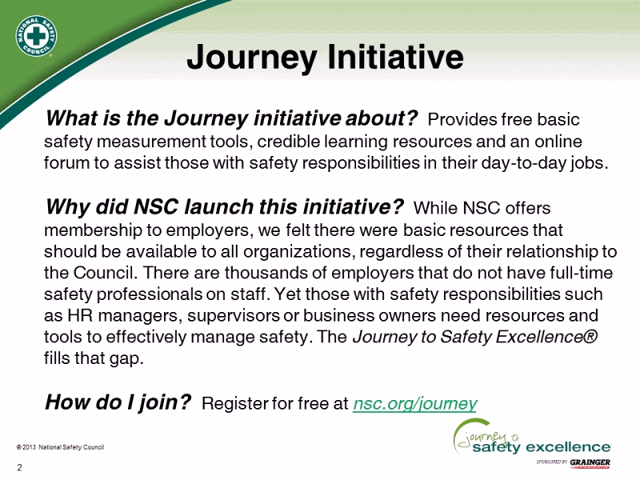 NATIONAL SAFETY COUNCIL
Journey Initiative
What is the Journey initiative about? Provides free basic
safety measurement tools, credible learning resources and an online
forum to assist those with safety responsibilities in their day-to-day jobs.
Why did NSC launch this initiative? While NSC offers
membership to employers, we felt there were basic resources that
should be available to all organizations, regardless of their relationship to
the Council. There are thousands of employers that do not have full-time
safety professionals on staff. Yet those with safety responsibilities such
as HR managers, supervisors or business owners need resources and
tools to effectively manage safety. The Journey to Safety Excellence®
fills that gap.
How do I join? Register for free at nsc.org/journey
journey to
safety excellence
SPONSORED BY GRAINGER
© 2013 National Safety Council
2